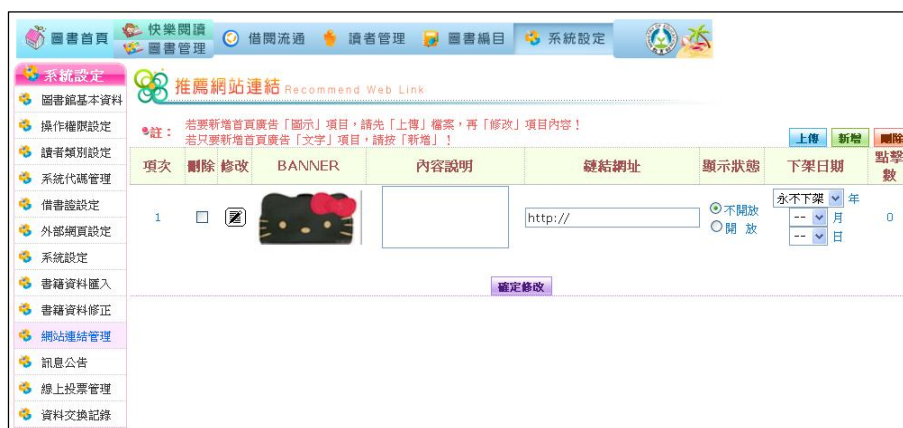 圖書首頁
快樂閱讀
圖書管理
借閱流通
讀者管理
圖書編目
系統設定
系統設定
圖書館基本資料
操作權限設定
讀者類別設定
系統代碼管理
借書證設定
外部網頁設定
系統設定
書籍資料匯入
書籍資料修正
網站連結管理
訊息公告
線上投票管理
資料交換記錄
推薦網站連結 Recommend Web Link
註：
若要新增首頁廣告「圖示」項目，請先「上傳」檔案，再「修改」項目內容！
若只要新增首頁廣告「文字」項目，請按「新增」！
上傳 新增 刪除
項次 刪除 修改 BANNER 內容說明 鏈結網址 顯示狀態 下架日期 點擊數
1 http:// 不開放 永不下架 年 0
開 放 -- 月
-- 日
確定修改